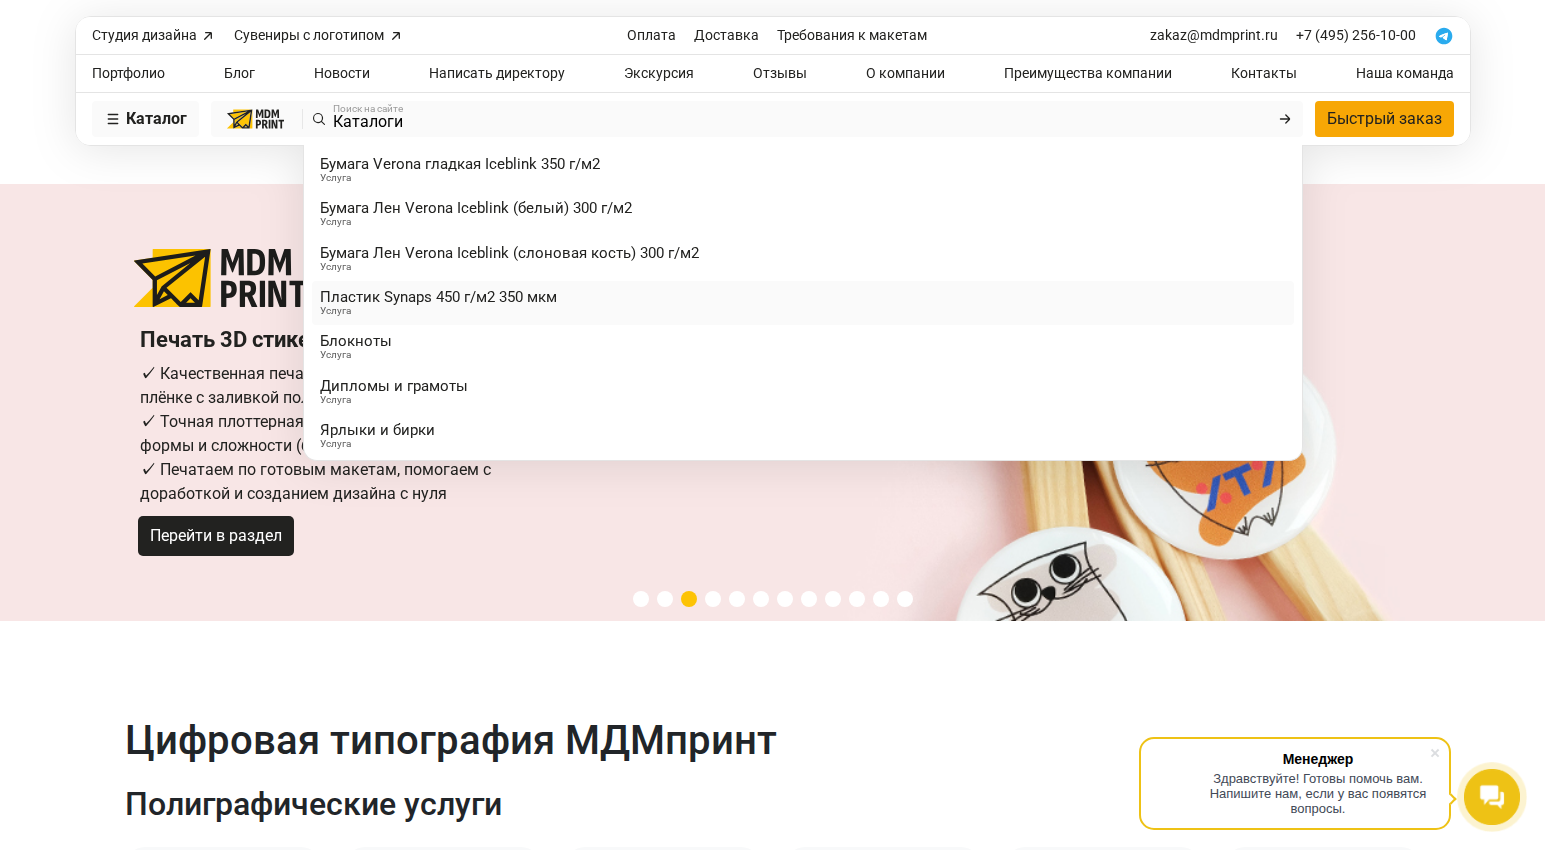 Студия дизайна
Сувениры с логотипом
Оплата
Доставка
Требования к макетам
zakaz@mdmprint.ru
+7 (495) 256-10-00
Портфолио
Блог
Новости
Написать директору
Экскурсия
Отзывы
О компании
Преимущества компании
Контакты
Наша команда
Каталог
MDM
PRINT
Поиск на сайте
Каталоги
Быстрый заказ
Бумага Verona гладкая Iceblink 350 г/м2
Услуга
Бумага Лен Verona Iceblink (белый) 300 г/м2
Услуга
Бумага Лен Verona Iceblink (слоновая кость) 300 г/м2
Услуга
Пластик Synaps 450 г/м2 350 мкм
Услуга
Блокноты
Услуга
Дипломы и грамоты
Услуга
Ярлыки и бирки
Услуга
MDM
PRINT
Печать 3D стике
✓ Качественная печа
плёнке с заливкой по
✓ Точная плоттерная
формы и сложности
✓ Печатаем по готовым макетам, помогаем с
доработкой и созданием дизайна с нуля
Перейти в раздел
Цифровая типография МДМпринт
Полиграфические услуги
Менеджер
Здравствуйте! Готовы помочь вам.
Напишите нам, если у вас появятся
вопросы.